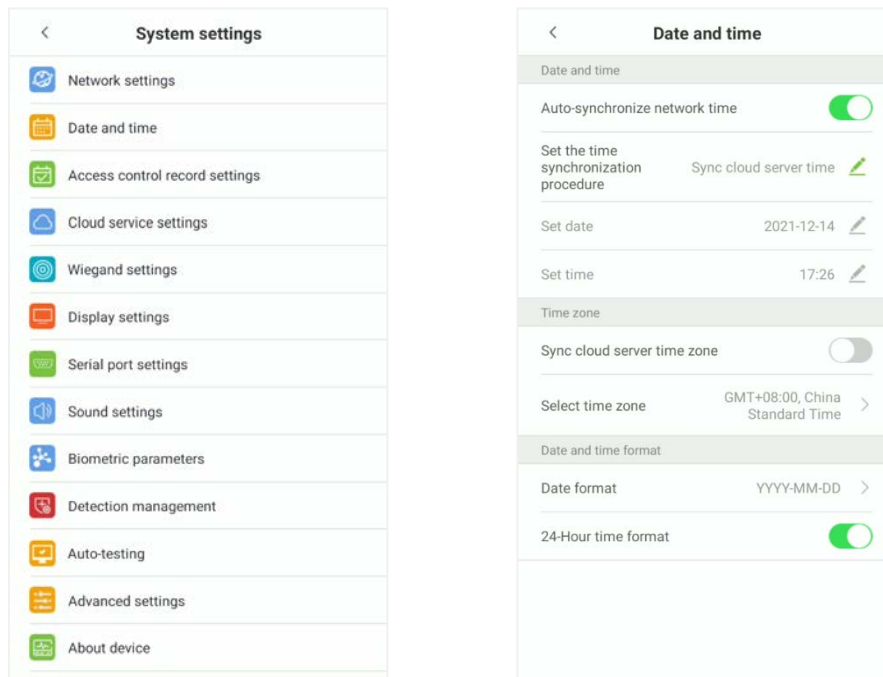 System settings
Network settings
Date and time
Access control record settings
Cloud service settings
Wiegand settings
Display settings
Serial port settings
Sound settings
Biometric parameters
Detection management
Auto-testing
Advanced settings
About device
Date and time
Date and time
Auto-synchronize network time
Set the time
synchronization
procedure
Sync cloud server time
Set date
2021-12-14
Set time
17:26
Time zone
Sync cloud server time zone
Select time zone
GMT+08:00, China
Standard Time
Date and time format
Date format
YYYY-MM-DD
24-Hour time format